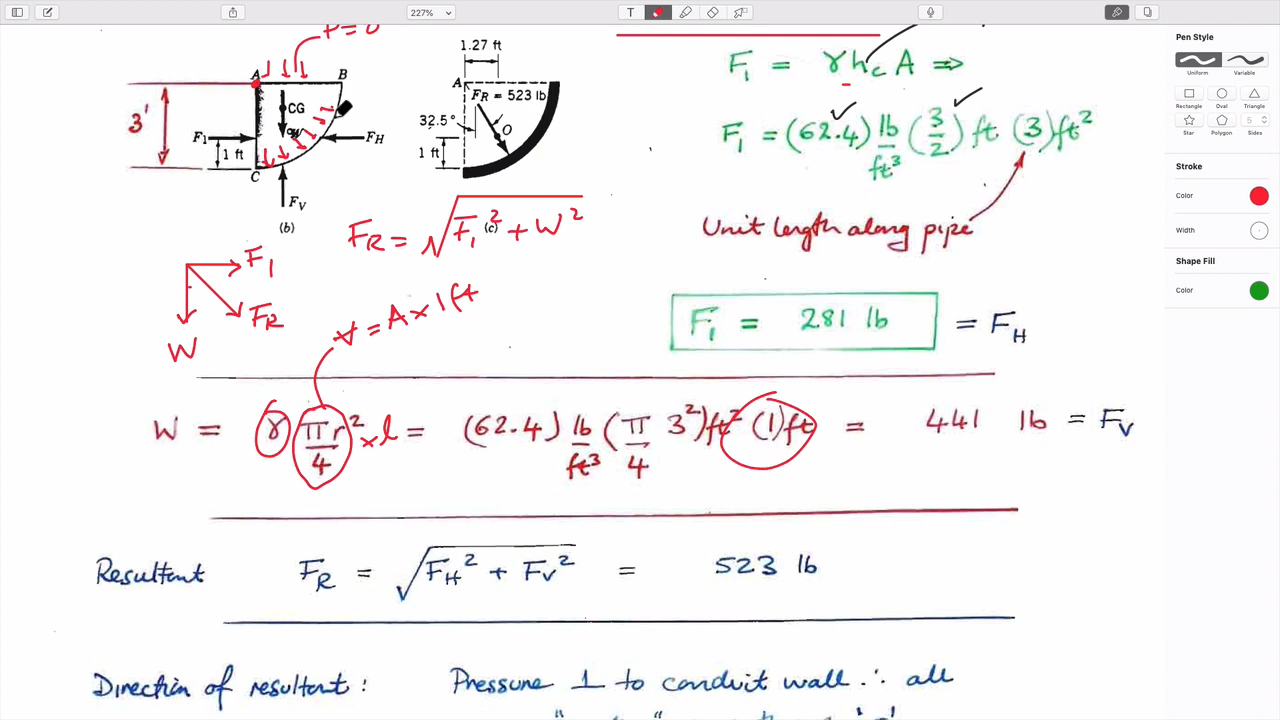 227%
T
P=0
3'
A
B
CG
W
F1
1 ft
FH
C
FV
(b)
1.27 ft
A
FR = 523 lb
32.5°
O
1 ft
(c)
F1 = γ hc A ⇒
F1 = (62.4) lb/ft³ (3/2) ft (3) ft²
Unit length along pipe
FR = √F1² + W²
F1
FR
W
V = A × 1 ft
F1 = 281 lb = FH
W = γ πr²/4 × l = (62.4) lb/ft³ (π/4 3²) ft² (1) ft = 441 lb = FV
Resultant FR = √FH² + FV² = 523 lb
Direction of resultant : Pressure ⊥ to conduit wall ∴ all
Pen Style
Uniform
Variable
Rectangle
Oval
Triangle
Star
Polygon
5
Sides
Stroke
Color
Width
Shape Fill
Color